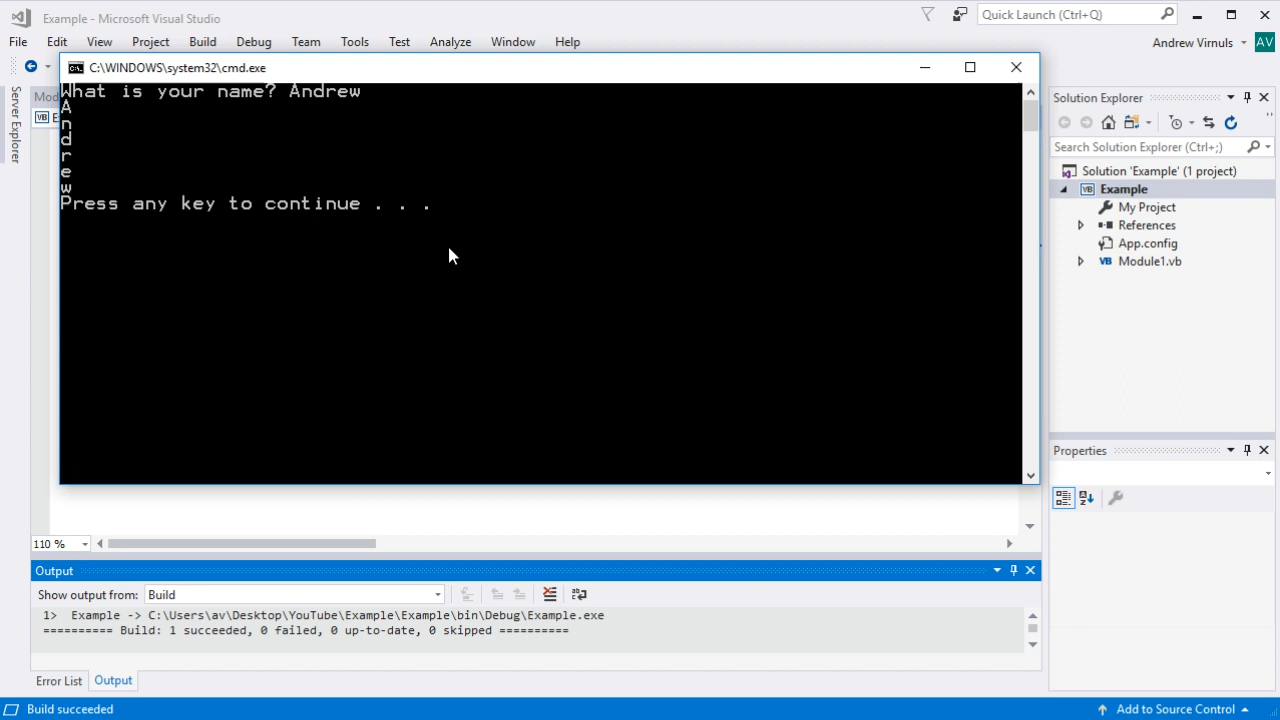 Example - Microsoft Visual Studio
Quick Launch (Ctrl+Q)
File Edit View Project Build Debug Team Tools Test Analyze Window Help
Andrew Virnuls AV
C:\WINDOWS\system32\cmd.exe
What is your name? Andrew
A
n
d
r
e
w
Press any key to continue . . .
Server Explorer
Mod
VB E
Solution Explorer
Search Solution Explorer (Ctrl+;)
Solution 'Example' (1 project)
VB Example
My Project
References
App.config
VB Module1.vb
Properties
110 %
Output
Show output from: Build
1> Example -> C:\Users\av\Desktop\YouTube\Example\Example\bin\Debug\Example.exe
========== Build: 1 succeeded, 0 failed, 0 up-to-date, 0 skipped ==========
Error List Output
Build succeeded
Add to Source Control